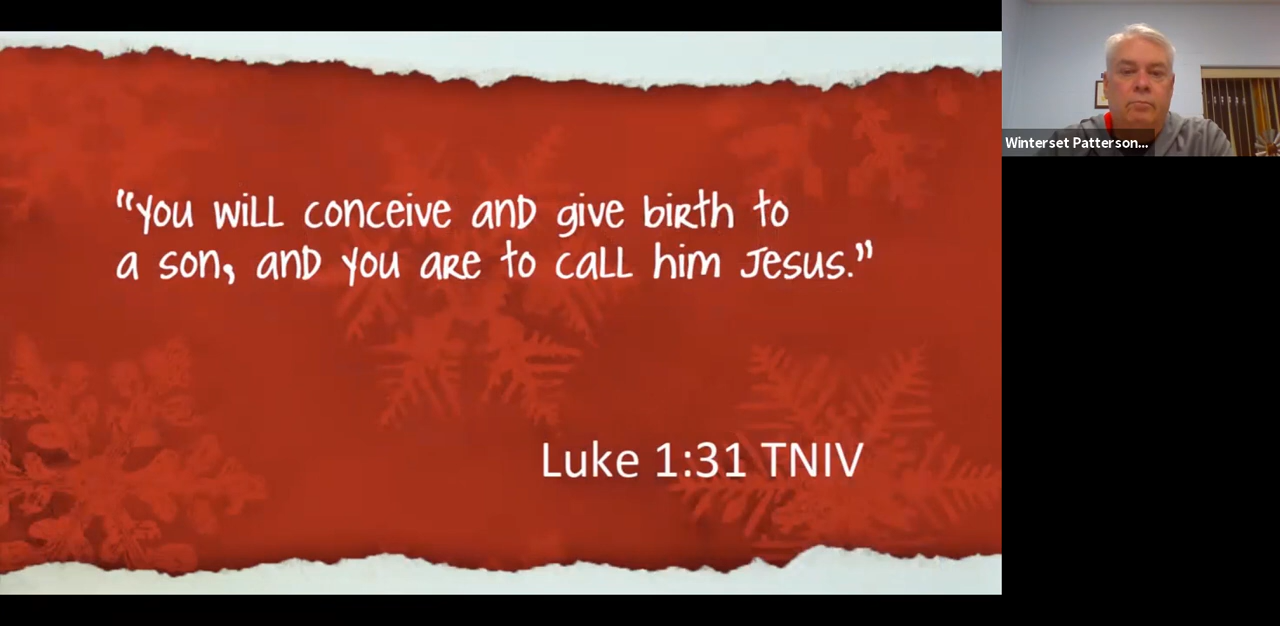 “You will conceive and give birth to
a son, and you are to call him Jesus.”
Luke 1:31 TNIV
Winterset Patterson...